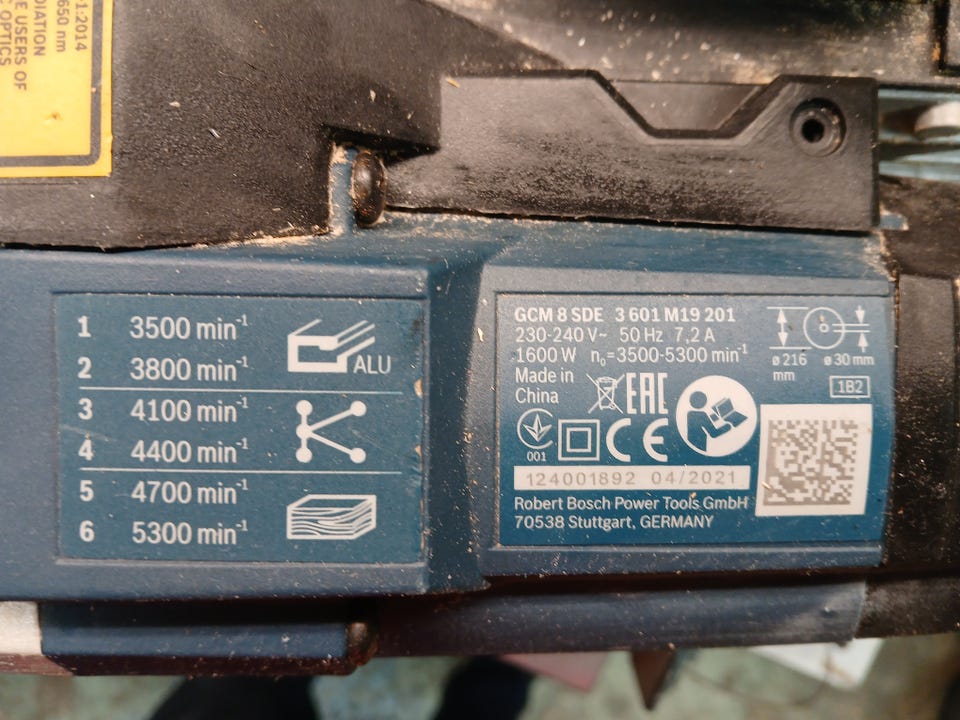 1:2014
650 nm
DIATION
E USERS OF
OPTICS
1 3500 min⁻¹
2 3800 min⁻¹
ALU
3 4100 min⁻¹
4 4400 min⁻¹
5 4700 min⁻¹
6 5300 min⁻¹
GCM 8 SDE 3 601 M19 201
230-240 V~ 50 Hz 7,2 A
1600 W n₀=3500-5300 min⁻¹
Made in
China
EAC
001
CE
ø 216
mm
ø 30 mm
1B2
124001892 04/2021
Robert Bosch Power Tools GmbH
70538 Stuttgart, GERMANY